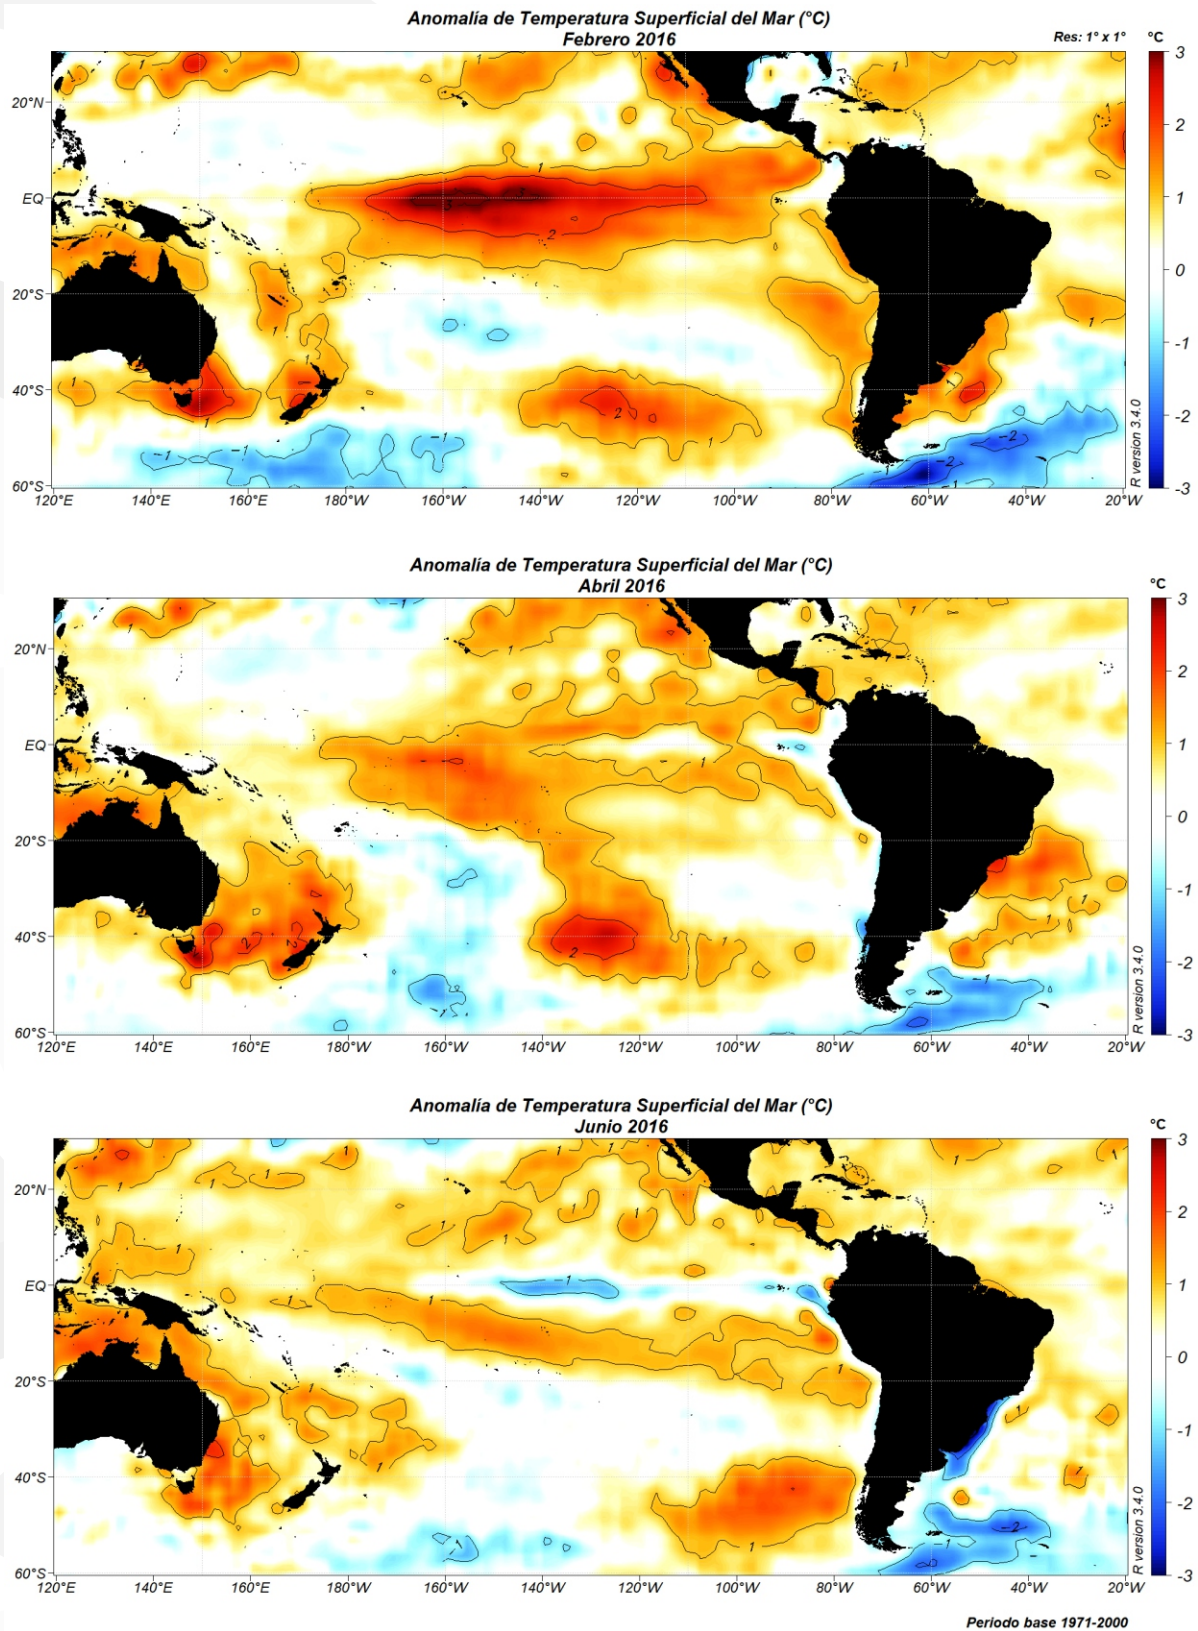 Anomalía de Temperatura Superficial del Mar (°C)
Febrero 2016
Res: 1° x 1°
°C
3
2
1
0
-1
-2
-3
20°N
EQ
20°S
40°S
60°S
120°E 140°E 160°E 180°W 160°W 140°W 120°W 100°W 80°W 60°W 40°W 20°W
R version 3.4.0
Anomalía de Temperatura Superficial del Mar (°C)
Abril 2016
°C
3
2
1
0
-1
-2
-3
20°N
EQ
20°S
40°S
60°S
120°E 140°E 160°E 180°W 160°W 140°W 120°W 100°W 80°W 60°W 40°W 20°W
R version 3.4.0
Anomalía de Temperatura Superficial del Mar (°C)
Junio 2016
°C
3
2
1
0
-1
-2
-3
20°N
EQ
20°S
40°S
60°S
120°E 140°E 160°E 180°W 160°W 140°W 120°W 100°W 80°W 60°W 40°W 20°W
R version 3.4.0
Periodo base 1971-2000